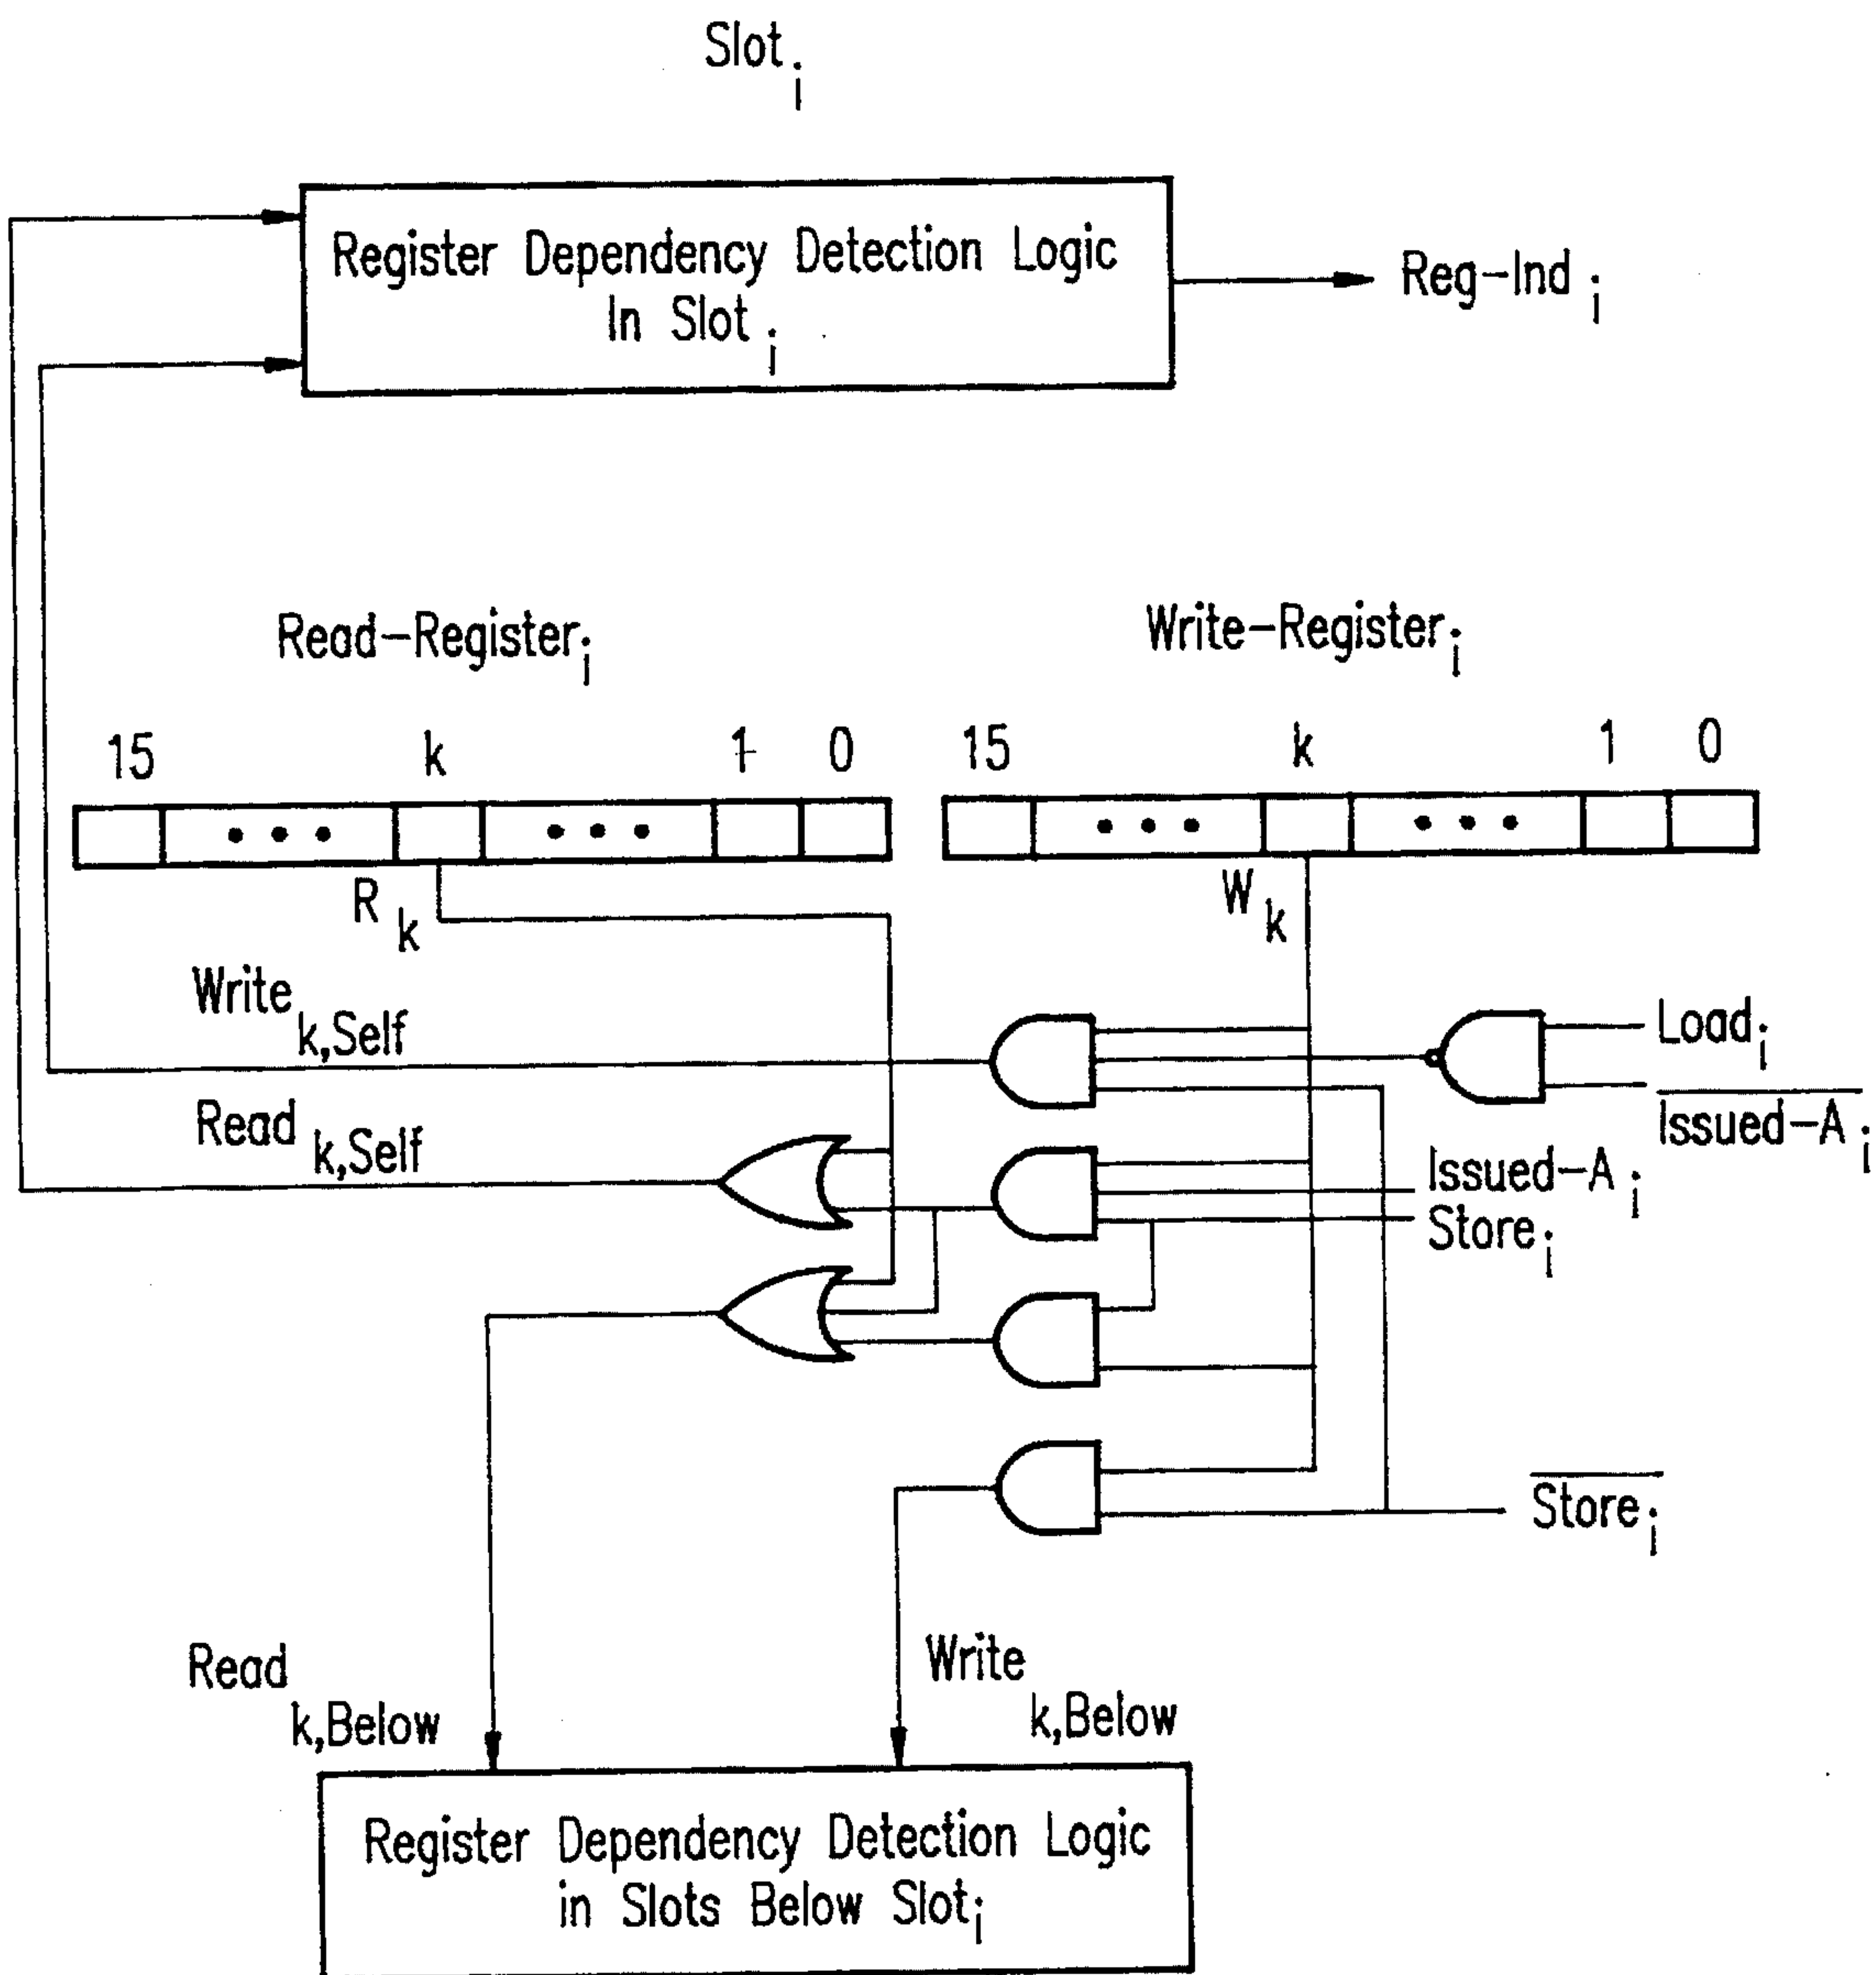 Slot i
Register Dependency Detection Logic
In Slot i
Reg-Ind i
Read-Register i
Write-Register i
15 k 1 0 15 k 1 0
R k
W k
Write k,Self
Load i
Issued-A i
Read k,Self
Issued-A i
Store i
Store i
Read k,Below
Write k,Below
Register Dependency Detection Logic
in Slots Below Slot i